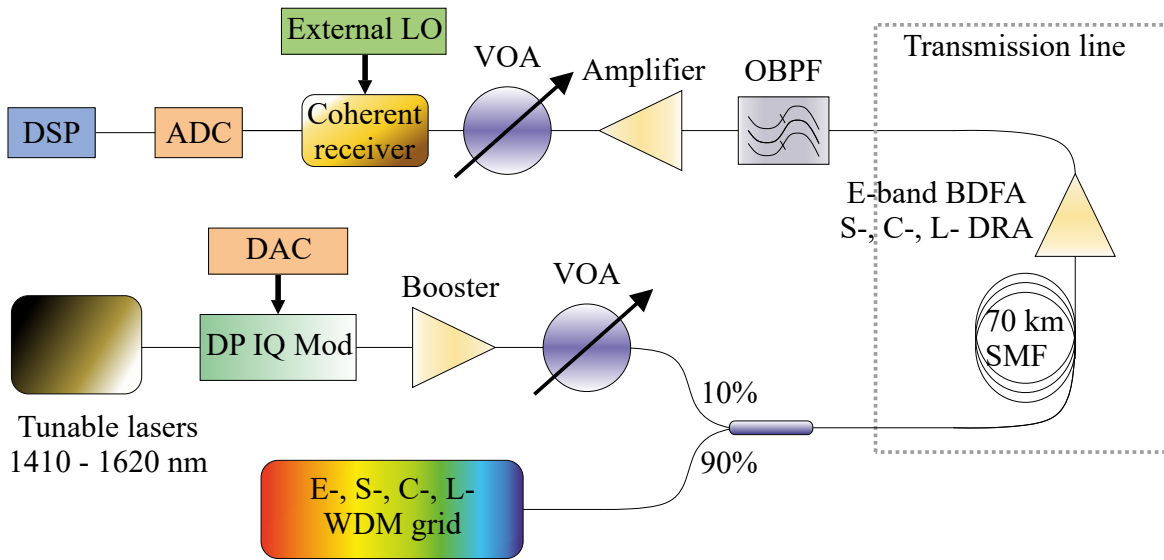 External LO
VOA
Amplifier
OBPF
Transmission line
DSP
ADC
Coherent
receiver
E-band BDFA
S-, C-, L- DRA
DAC
Booster
VOA
DP IQ Mod
70 km
SMF
Tunable lasers
1410 - 1620 nm
10%
90%
E-, S-, C-, L-
WDM grid